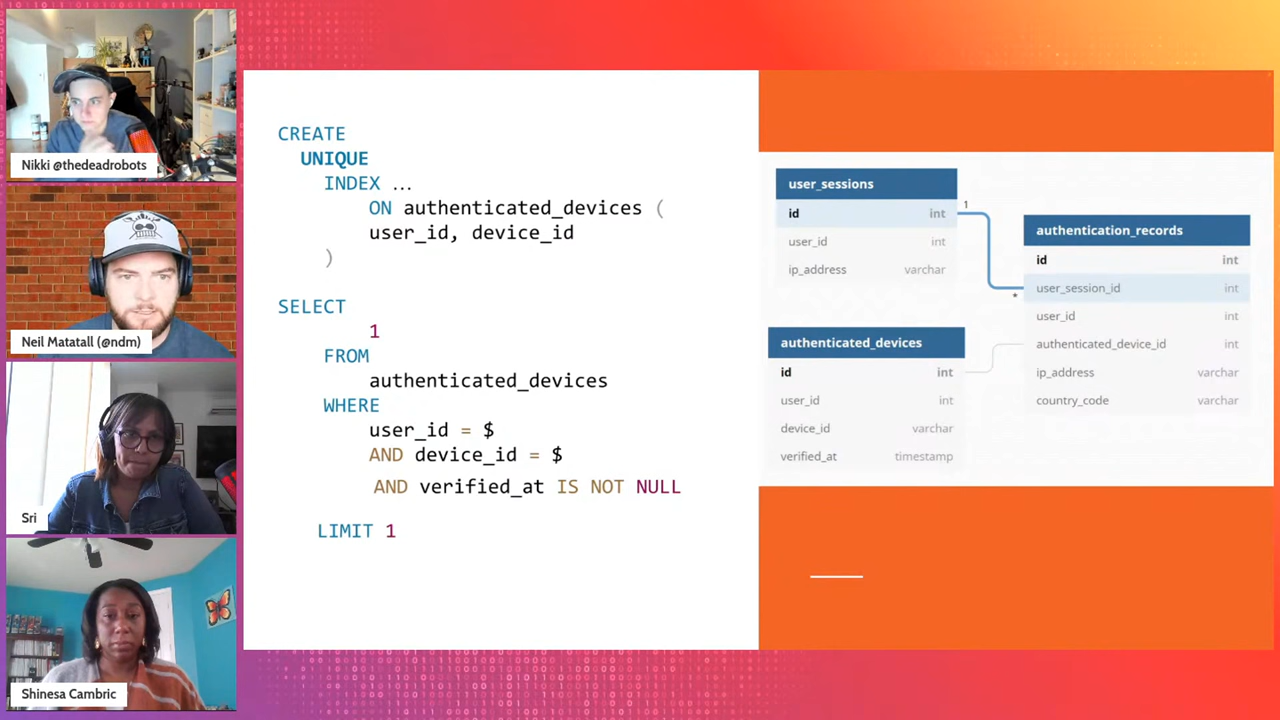 Nikki @thedeadrobots
Neil Matatall (@ndm)
Sri
Shinesa Cambric
CREATE
UNIQUE
INDEX ...
ON authenticated_devices (
user_id, device_id
)
SELECT
1
FROM
authenticated_devices
WHERE
user_id = $
AND device_id = $
AND verified_at IS NOT NULL
LIMIT 1
user_sessions
id int
user_id int
ip_address varchar
1
*
authenticated_devices
id int
user_id int
device_id varchar
verified_at timestamp
authentication_records
id int
user_session_id int
user_id int
authenticated_device_id int
ip_address varchar
country_code varchar